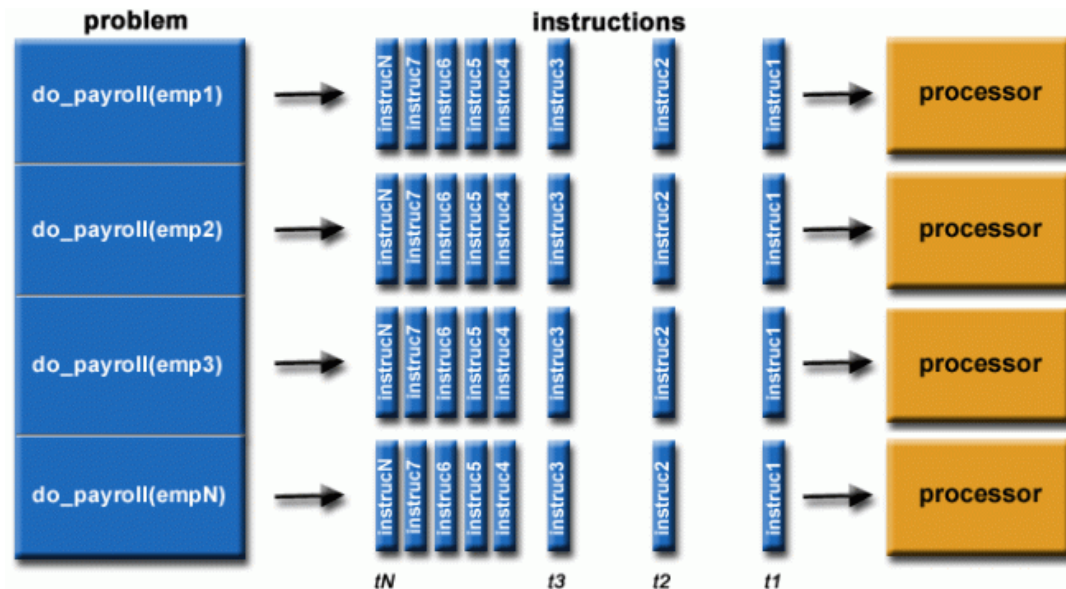 problem
instructions
do_payroll(emp1)
instrucN
instruc7
instruc6
instruc5
instruc4
instruc3
instruc2
instruc1
processor
do_payroll(emp2)
instrucN
instruc7
instruc6
instruc5
instruc4
instruc3
instruc2
instruc1
processor
do_payroll(emp3)
instrucN
instruc7
instruc6
instruc5
instruc4
instruc3
instruc2
instruc1
processor
do_payroll(empN)
instrucN
instruc7
instruc6
instruc5
instruc4
instruc3
instruc2
instruc1
processor
tN
t3
t2
t1